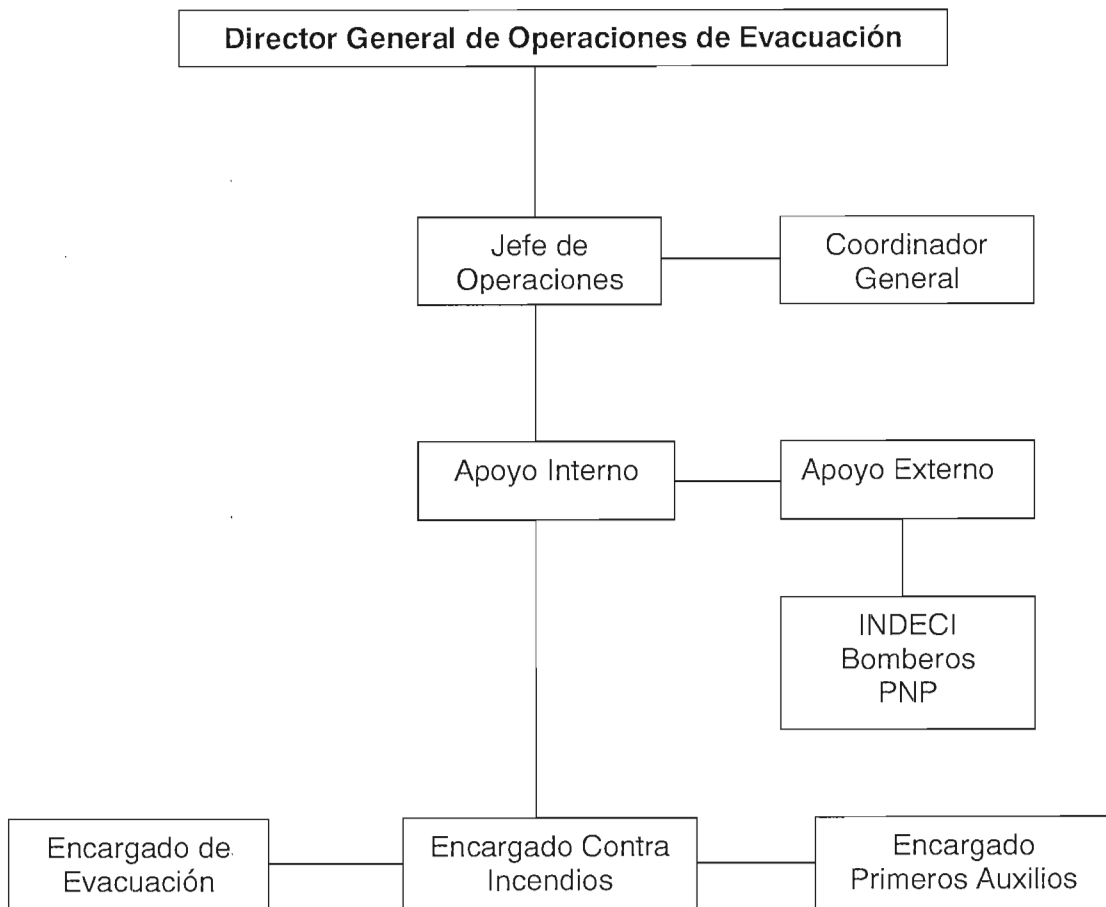 Director General de Operaciones de Evacuación
Jefe de
Operaciones
Coordinador
General
Apoyo Interno
Apoyo Externo
INDECI
Bomberos
PNP
Encargado de
Evacuación
Encargado Contra
Incendios
Encargado
Primeros Auxilios